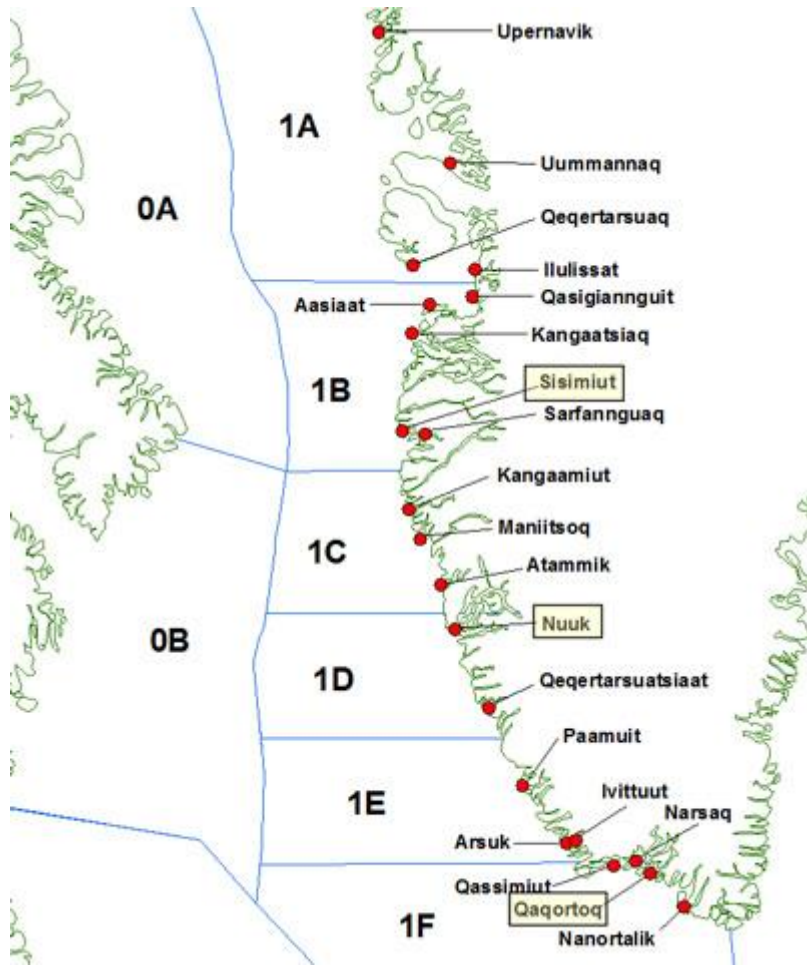 Upernavik
1A
Uummannaq
0A
Qeqertarsuaq
Ilulissat
Qasigiannguit
Aasiaat
Kangaatsiaq
1B
Sisimiut
Sarfannguaq
Kangaamiut
Maniitsoq
1C
Atammik
Nuuk
0B
1D
Qeqertarsuatsiaat
Paamuit
1E
Ivittuut
Narsaq
Arsuk
Qassimiut
Qaqortoq
1F
Nanortalik